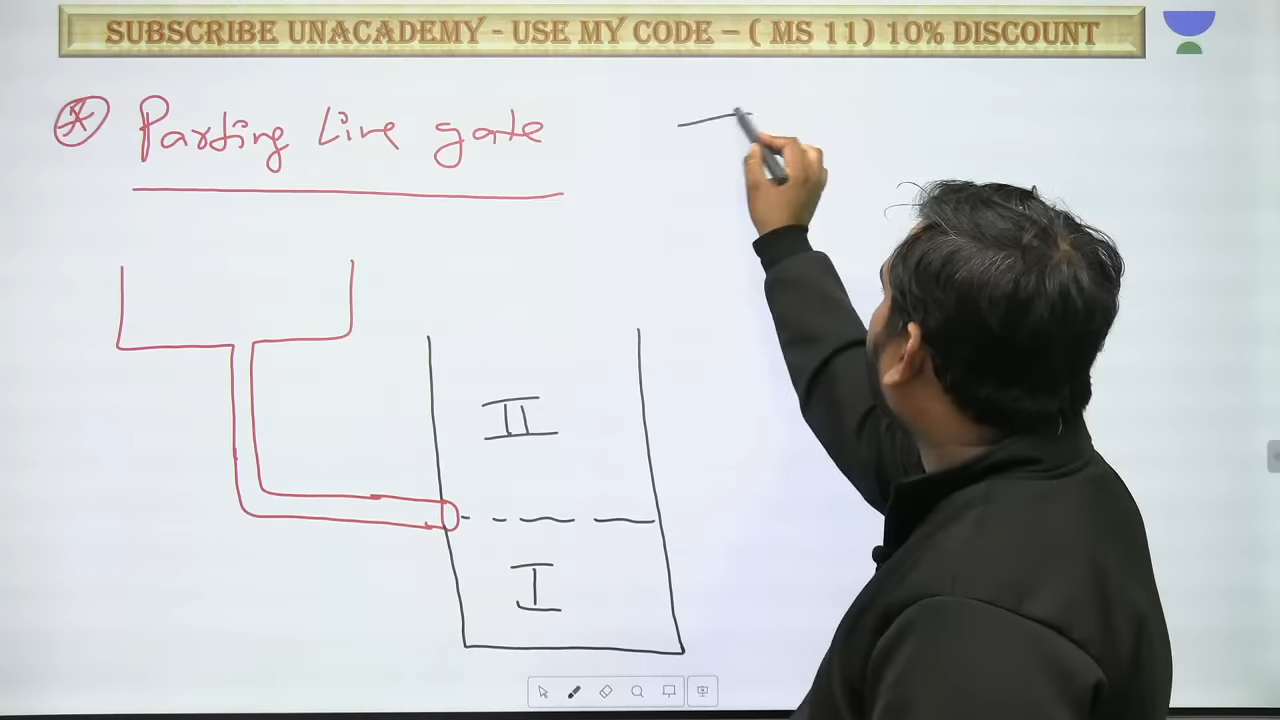 SUBSCRIBE UNACADEMY - USE MY CODE – ( MS 11) 10% DISCOUNT
Parting Line gate
II
I